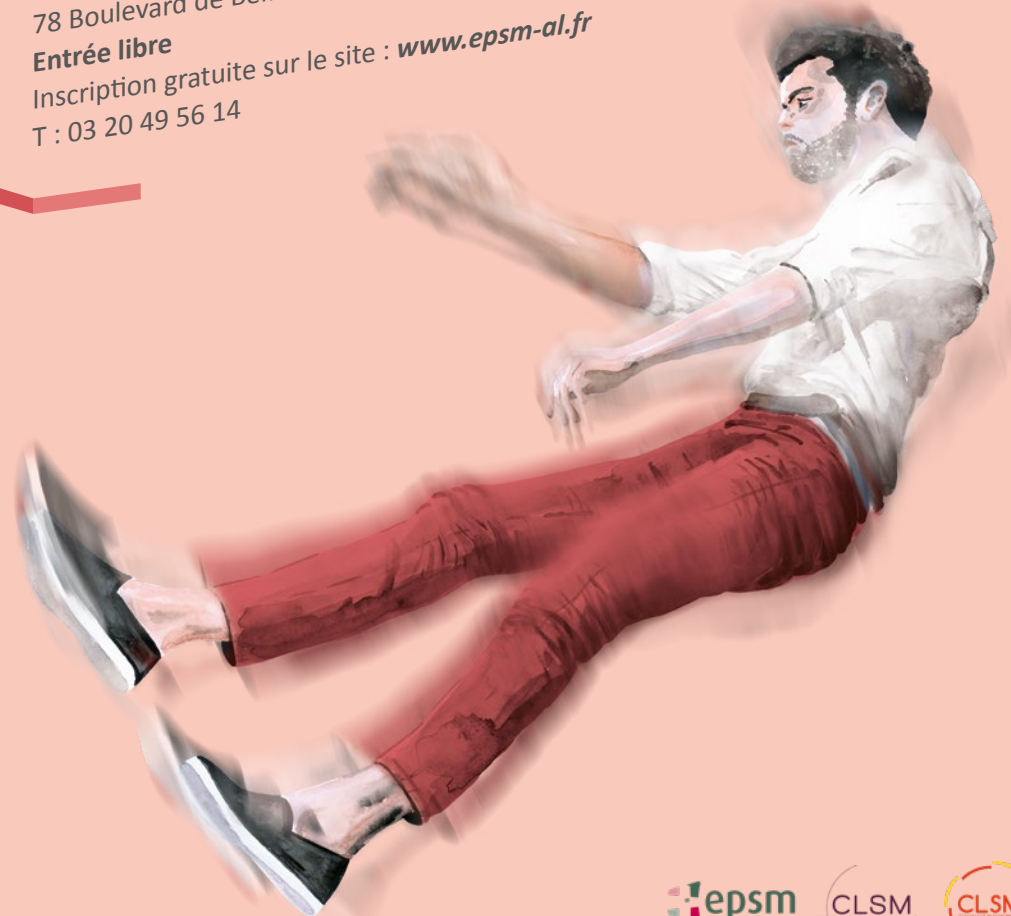 78 Boulevard de
Entrée libre
Inscription gratuite sur le site : www.epsm-al.fr
T : 03 20 49 56 14
epsm
CLSM
CLSM